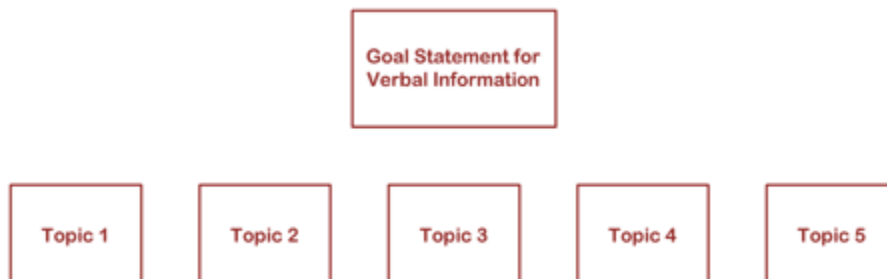 Goal Statement for
Verbal Information
Topic 1
Topic 2
Topic 3
Topic 4
Topic 5